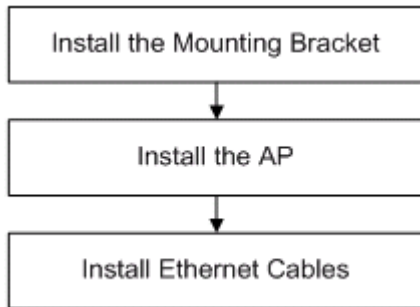 Install the Mounting Bracket
Install the AP
Install Ethernet Cables